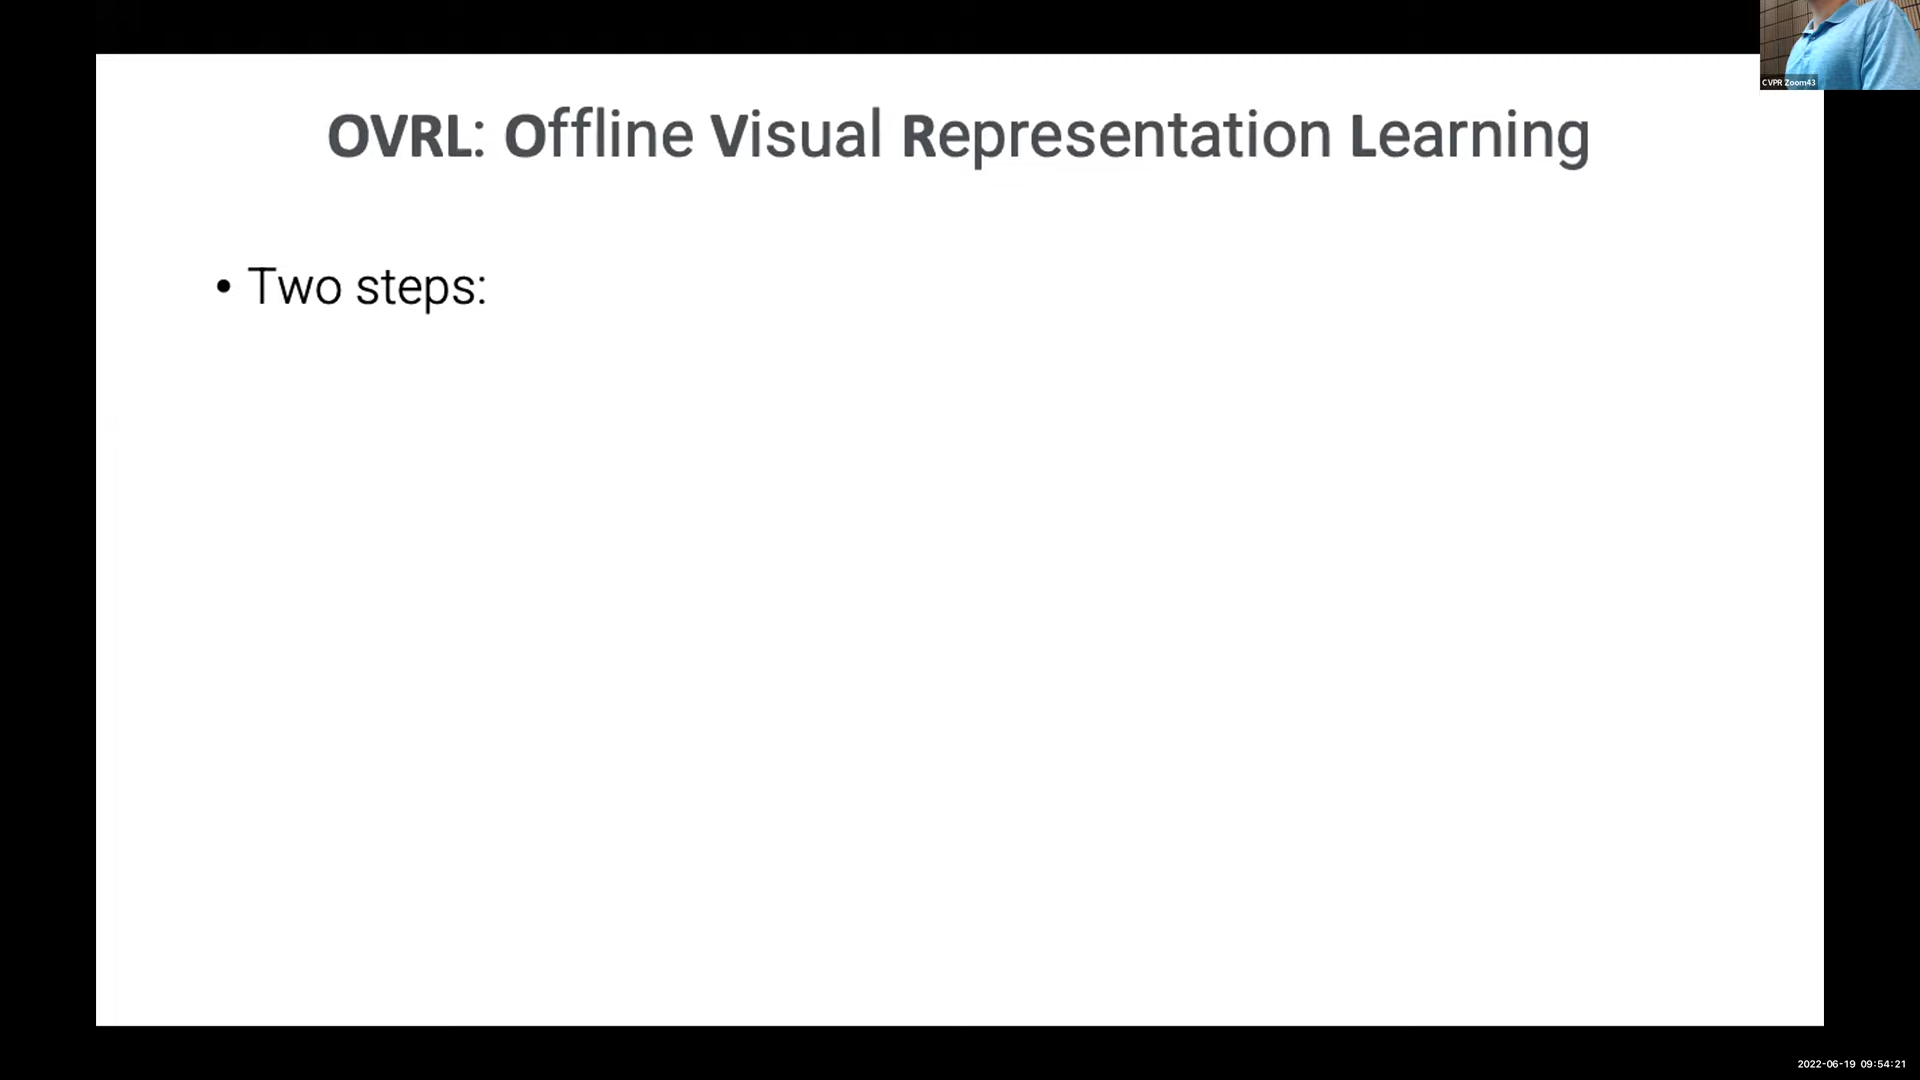 CVPR Zoom43
OVRL: Offline Visual Representation Learning
• Two steps:
2022-06-19 09:54:21